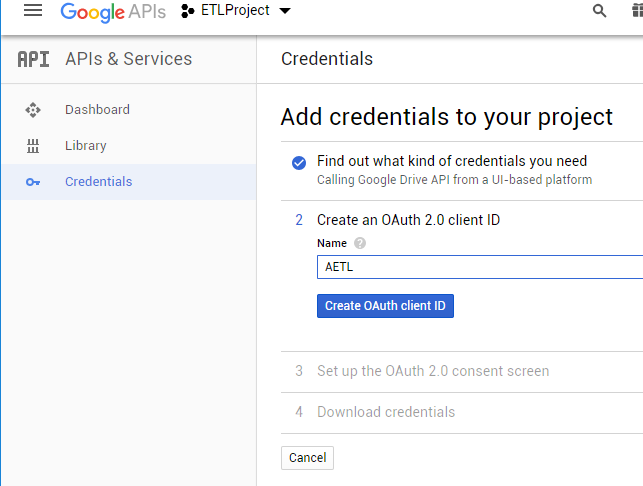 Google APIs ETLProject
API APIs & Services
Credentials
Dashboard
Library
Credentials
Add credentials to your project
Find out what kind of credentials you need
Calling Google Drive API from a UI-based platform
2 Create an OAuth 2.0 client ID
Name ?
AETL
Create OAuth client ID
3 Set up the OAuth 2.0 consent screen
4 Download credentials
Cancel